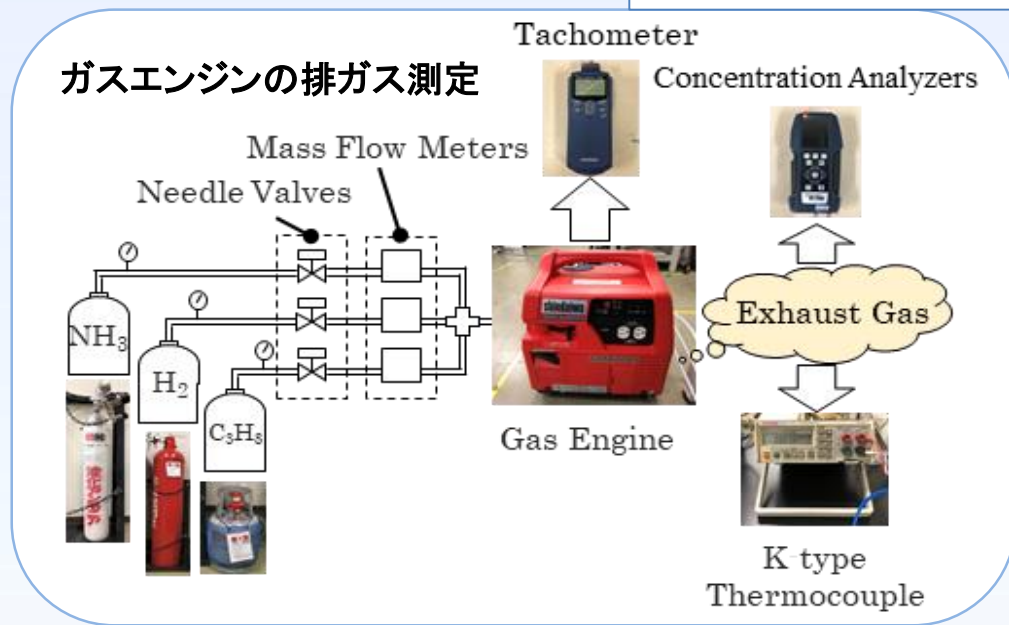 ガスエンジンの排ガス測定
Tachometer
Concentration Analyzers
Mass Flow Meters
Needle Valves
NH₃
H₂
C₃H₈
Gas Engine
Exhaust Gas
K-type
Thermocouple